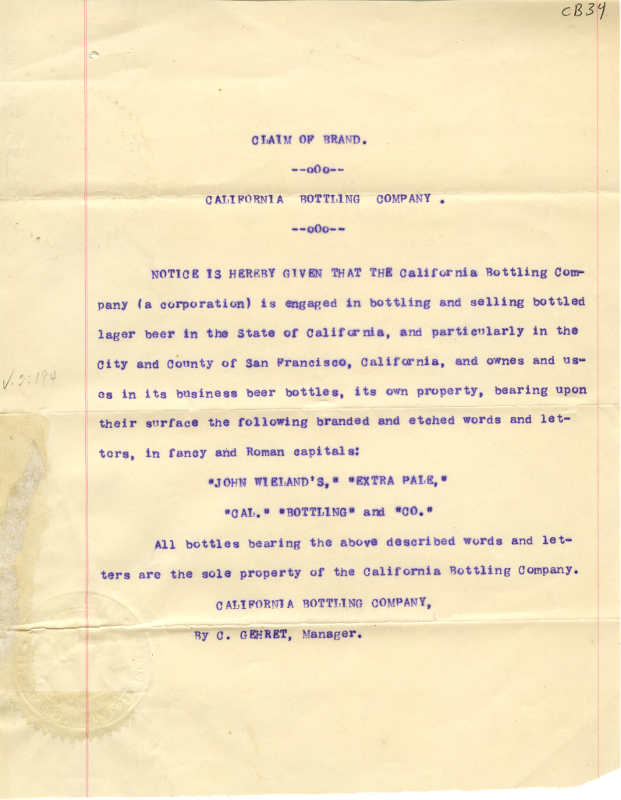 CB34
CLAIM OF BRAND.
--oOo--
CALIFORNIA BOTTLING COMPANY .
--oOo--
NOTICE IS HEREBY GIVEN THAT THE California Bottling Com-
pany (a corporation) is engaged in bottling and selling bottled
lager beer in the State of California, and particularly in the
City and County of San Francisco, California, and ownes and us-
es in its business beer bottles, its own property, bearing upon
their surface the following branded and etched words and let-
ters, in fancy and Roman capitals:
"JOHN WIELAND'S," "EXTRA PALE,"
"CAL." "BOTTLING" and "CO."
All bottles bearing the above described words and let-
ters are the sole property of the California Bottling Company.
CALIFORNIA BOTTLING COMPANY,
By C. GEHRET, Manager.